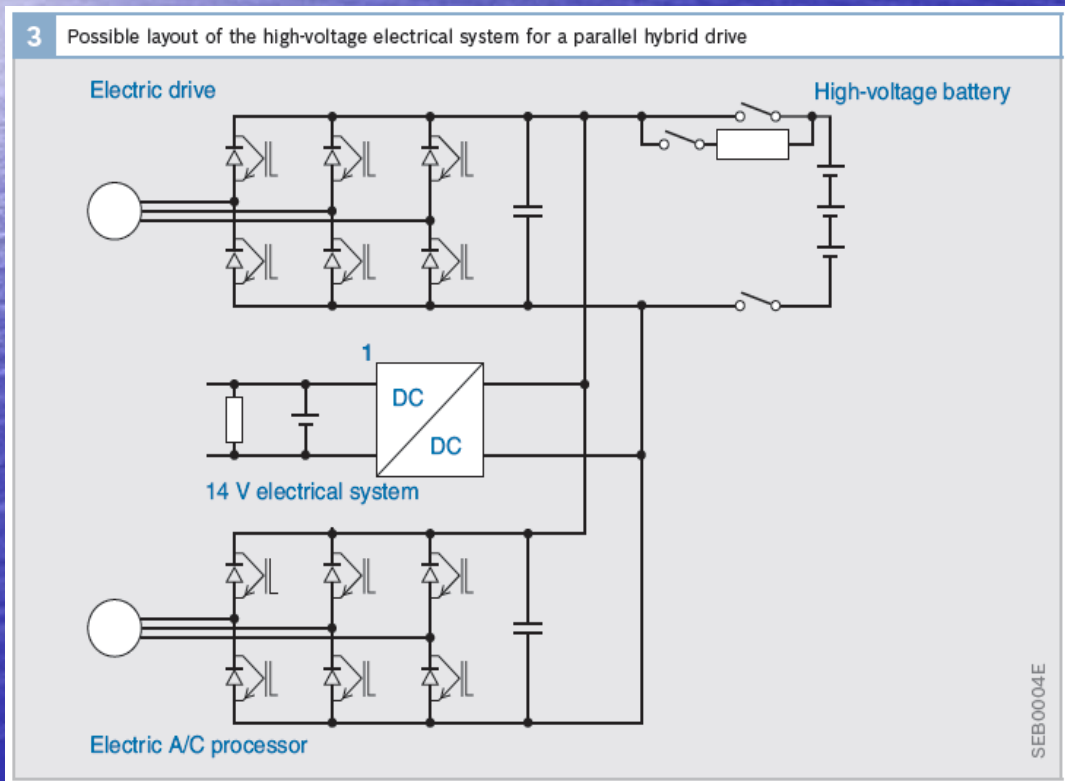 3 Possible layout of the high-voltage electrical system for a parallel hybrid drive
Electric drive
High-voltage battery
1
DC
DC
14 V electrical system
Electric A/C processor
SEB0004E